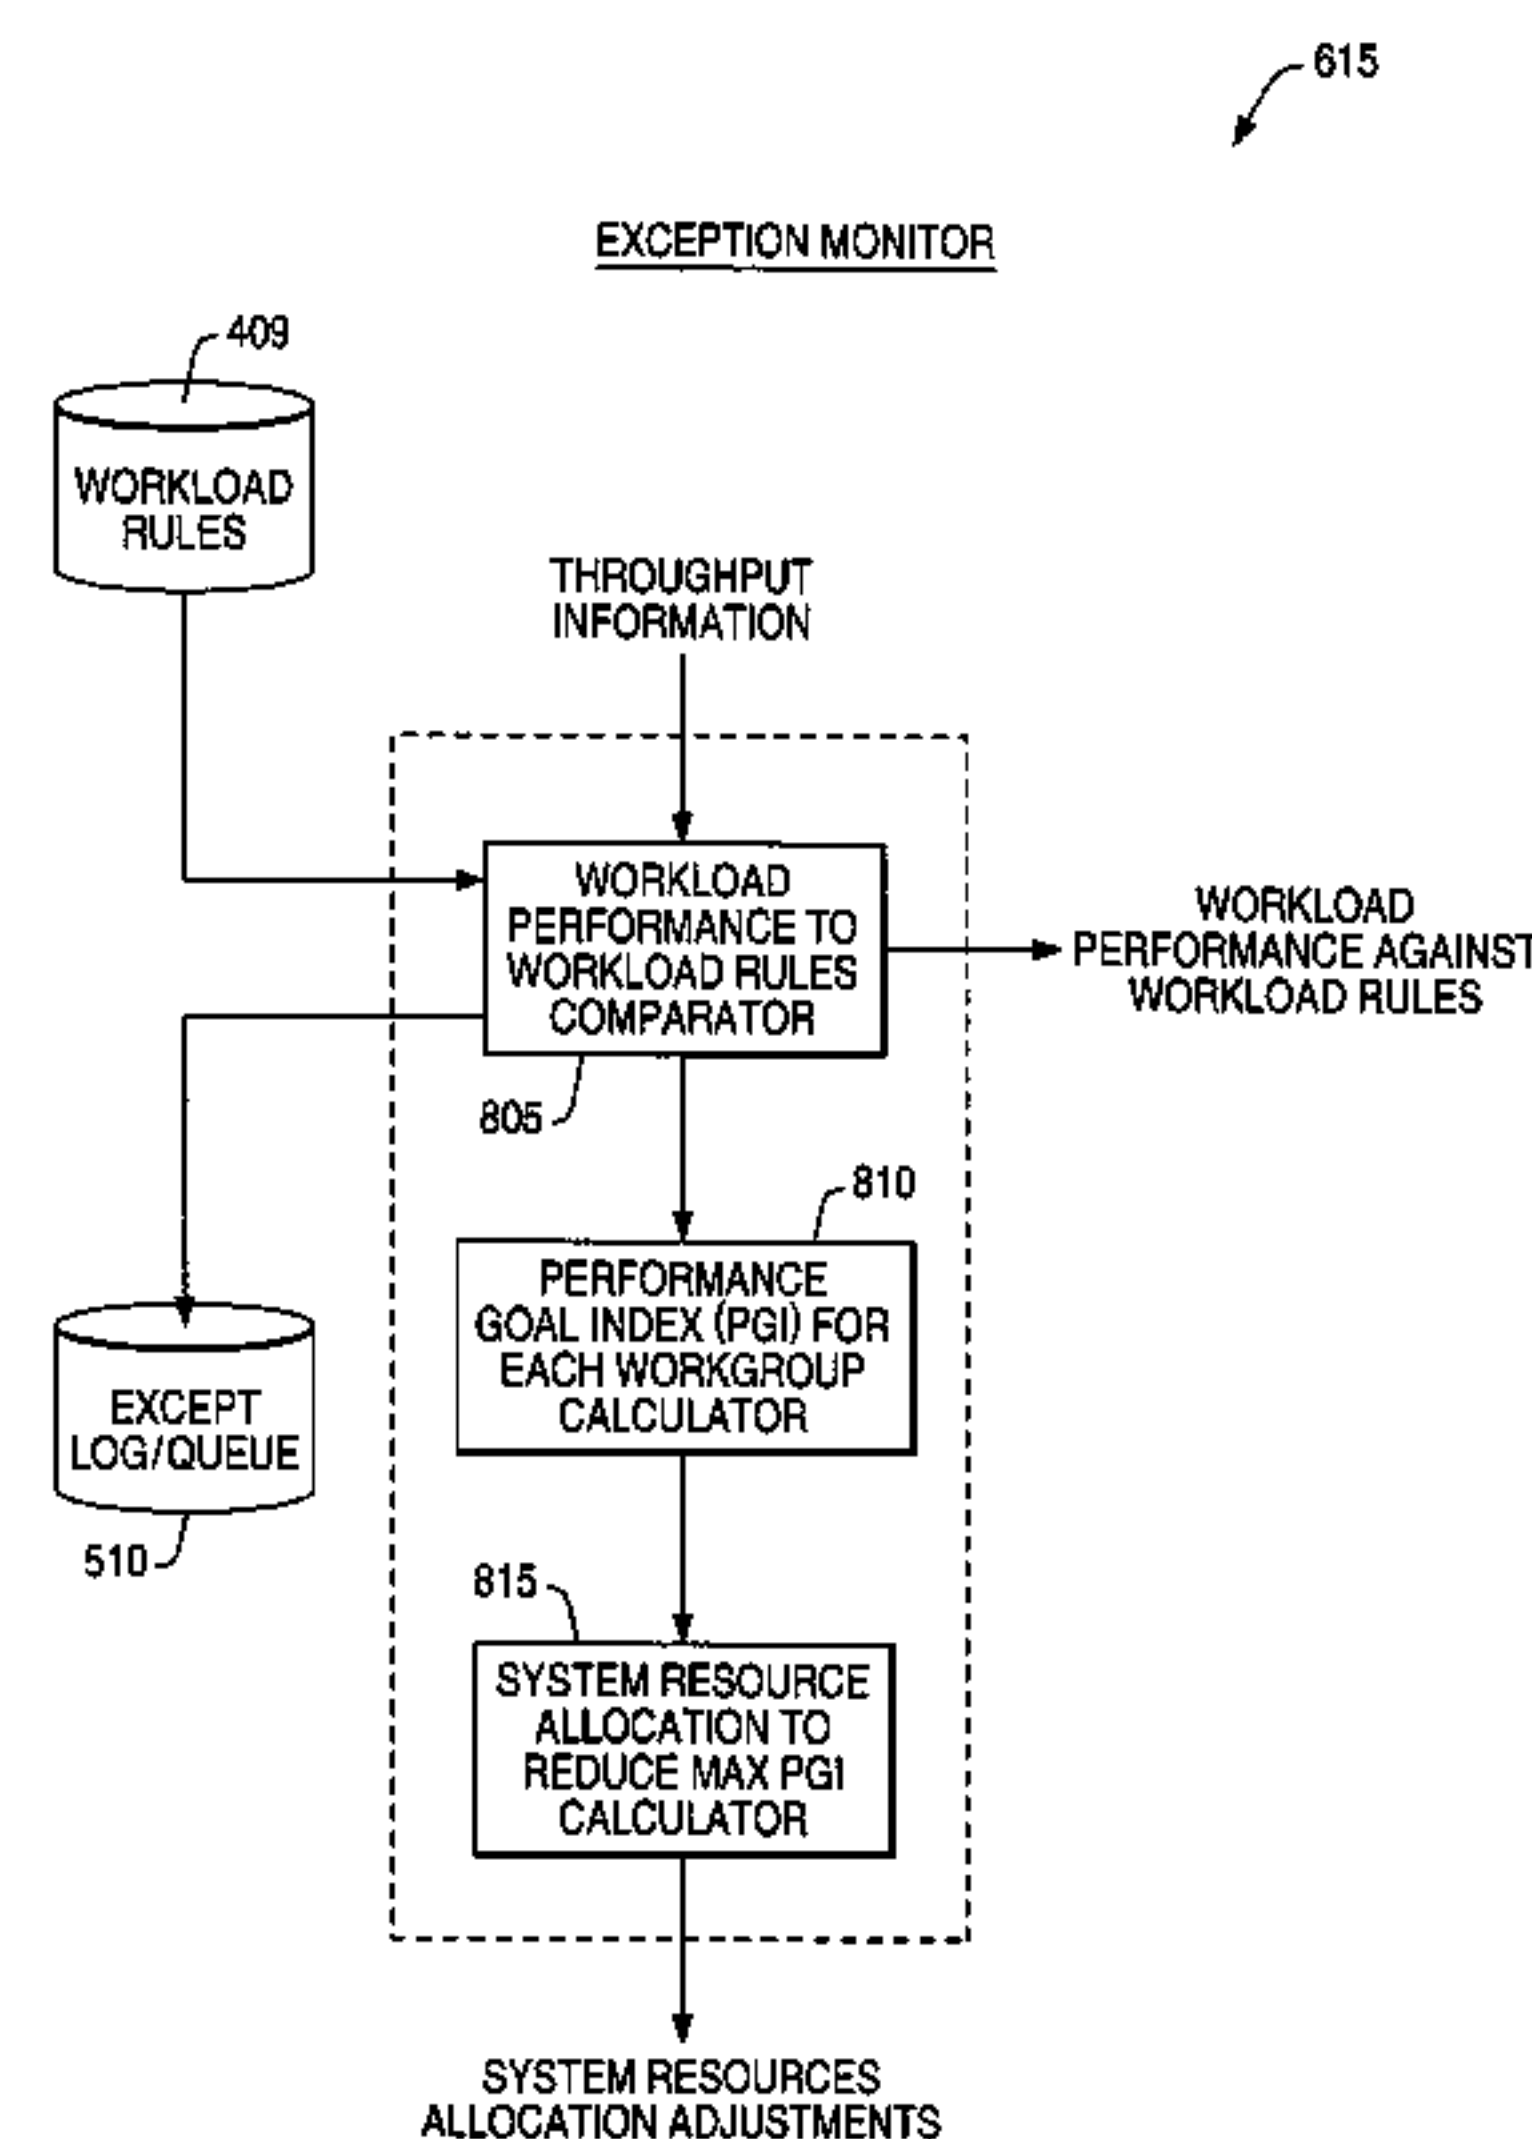 615
EXCEPTION MONITOR
409
WORKLOAD
RULES
THROUGHPUT
INFORMATION
WORKLOAD
PERFORMANCE TO
WORKLOAD RULES
COMPARATOR
WORKLOAD
PERFORMANCE AGAINST
WORKLOAD RULES
805
810
PERFORMANCE
GOAL INDEX (PGI) FOR
EACH WORKGROUP
CALCULATOR
EXCEPT
LOG/QUEUE
510
815
SYSTEM RESOURCE
ALLOCATION TO
REDUCE MAX PGI
CALCULATOR
SYSTEM RESOURCES
ALLOCATION ADJUSTMENTS